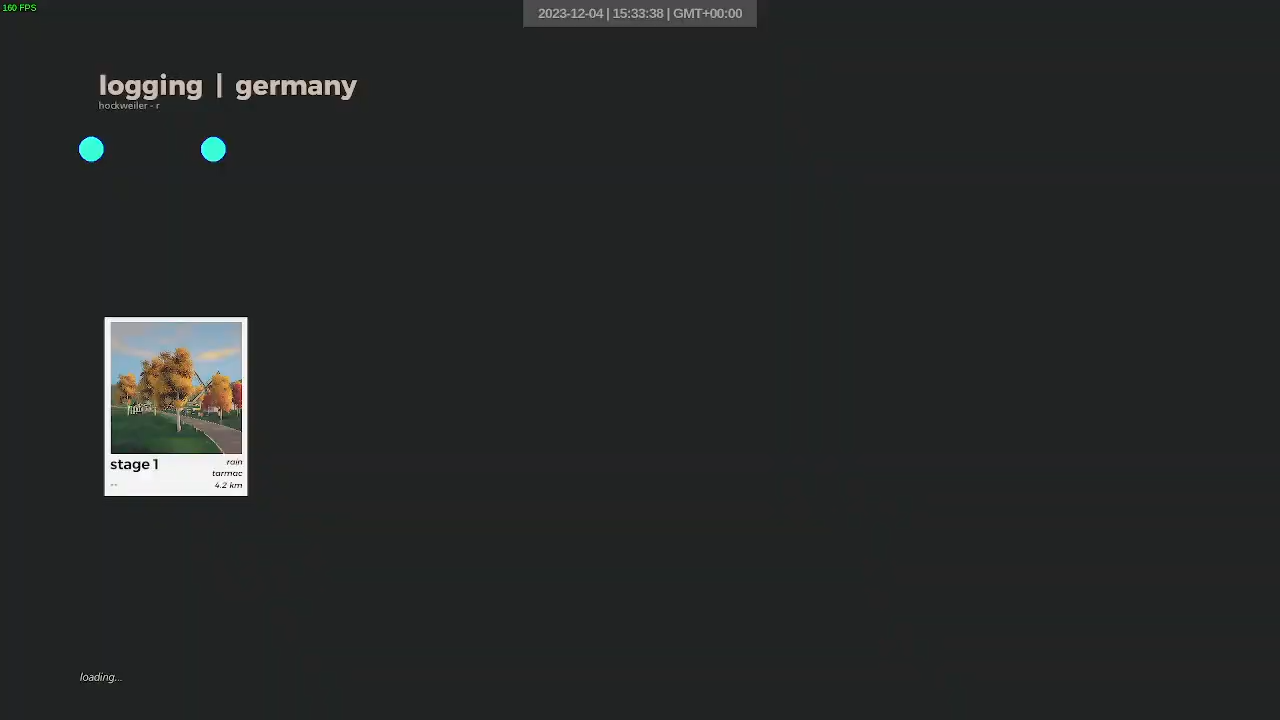 160 FPS
2023-12-04 | 15:33:38 | GMT+00:00
logging | germany
hockweiler - r
stage 1
rain
tarmac
--
4.2 km
loading...